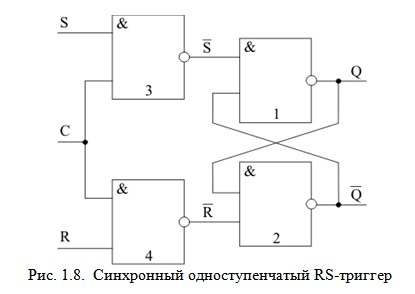 S
&
S̅
&
Q
3
1
C
&
&
R̅
Q̅
R
4
2
Рис. 1.8. Синхронный одноступенчатый RS-триггер